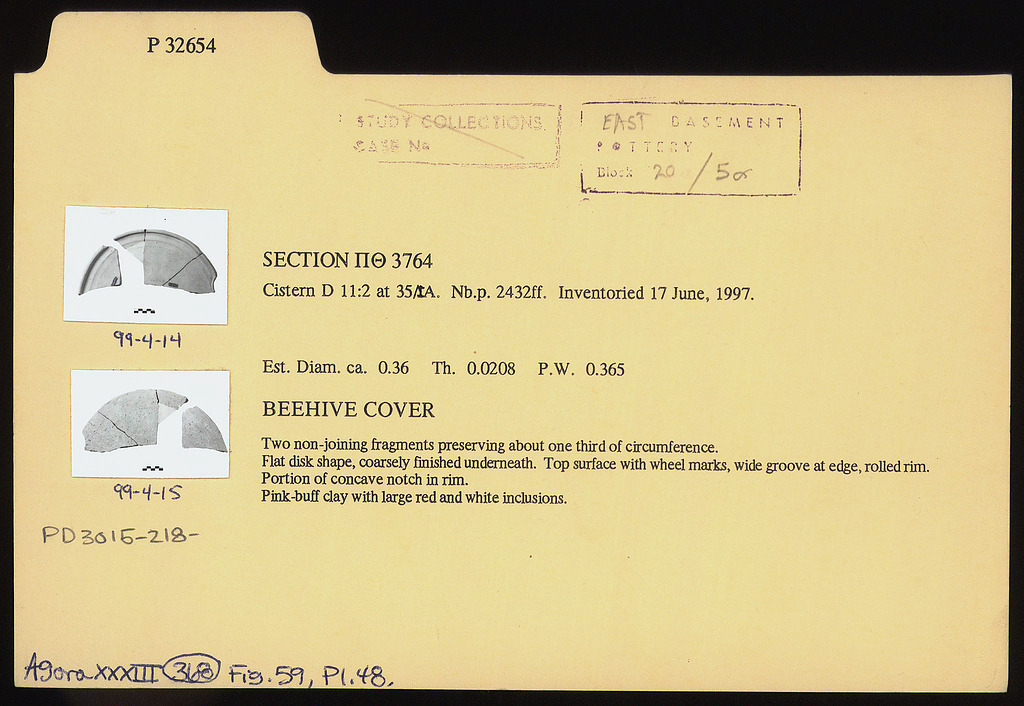 P 32654
STUDY COLLECTIONS
CASE No
EAST BASEMENT
POTTERY
Block 20 / 5α
SECTION ΠΘ 3764
Cistern D 11:2 at 35/ΙΑ. Nb.p. 2432ff. Inventoried 17 June, 1997.
99-4-14
Est. Diam. ca. 0.36 Th. 0.0208 P.W. 0.365
BEEHIVE COVER
Two non-joining fragments preserving about one third of circumference.
Flat disk shape, coarsely finished underneath. Top surface with wheel marks, wide groove at edge, rolled rim.
Portion of concave notch in rim.
Pink-buff clay with large red and white inclusions.
99-4-15
PD3015-218-
Agora XXXIII 368 Fig. 59, Pl. 48.